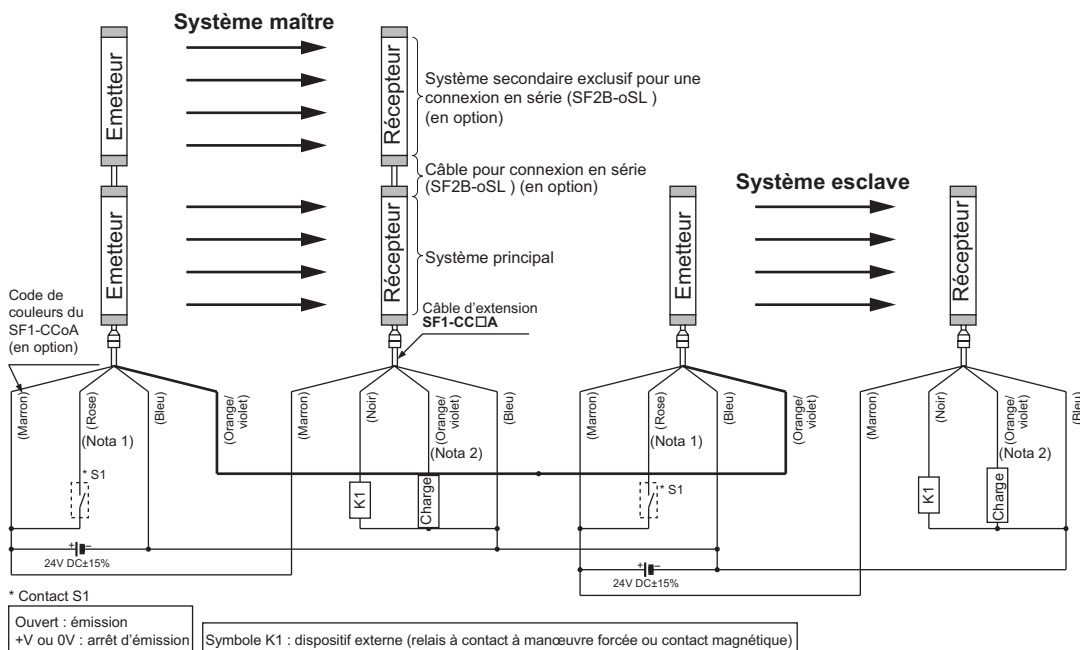 Système maître
Emetteur
Récepteur
Système secondaire exclusif pour une
connexion en série (SF2B-oSL )
(en option)
Câble pour connexion en série
(SF2B-oSL ) (en option)
Système esclave
Emetteur
Récepteur
Système principal
Emetteur
Récepteur
Code de
couleurs du
SF1-CCoA
(en option)
Câble d'extension
SF1-CC□A
(Marron)
(Rose)
(Bleu)
(Orange/
violet)
(Marron)
(Noir)
(Orange/
violet)
(Bleu)
(Marron)
(Rose)
(Bleu)
(Orange/
violet)
(Marron)
(Noir)
(Orange/
violet)
(Bleu)
(Nota 1)
(Nota 2)
(Nota 1)
(Nota 2)
* S1
K1
Charge
* S1
K1
Charge
+ –
24V DC±15%
+ –
24V DC±15%
* Contact S1
Ouvert : émission
+V ou 0V : arrêt d'émission
Symbole K1 : dispositif externe (relais à contact à manœuvre forcée ou contact magnétique)